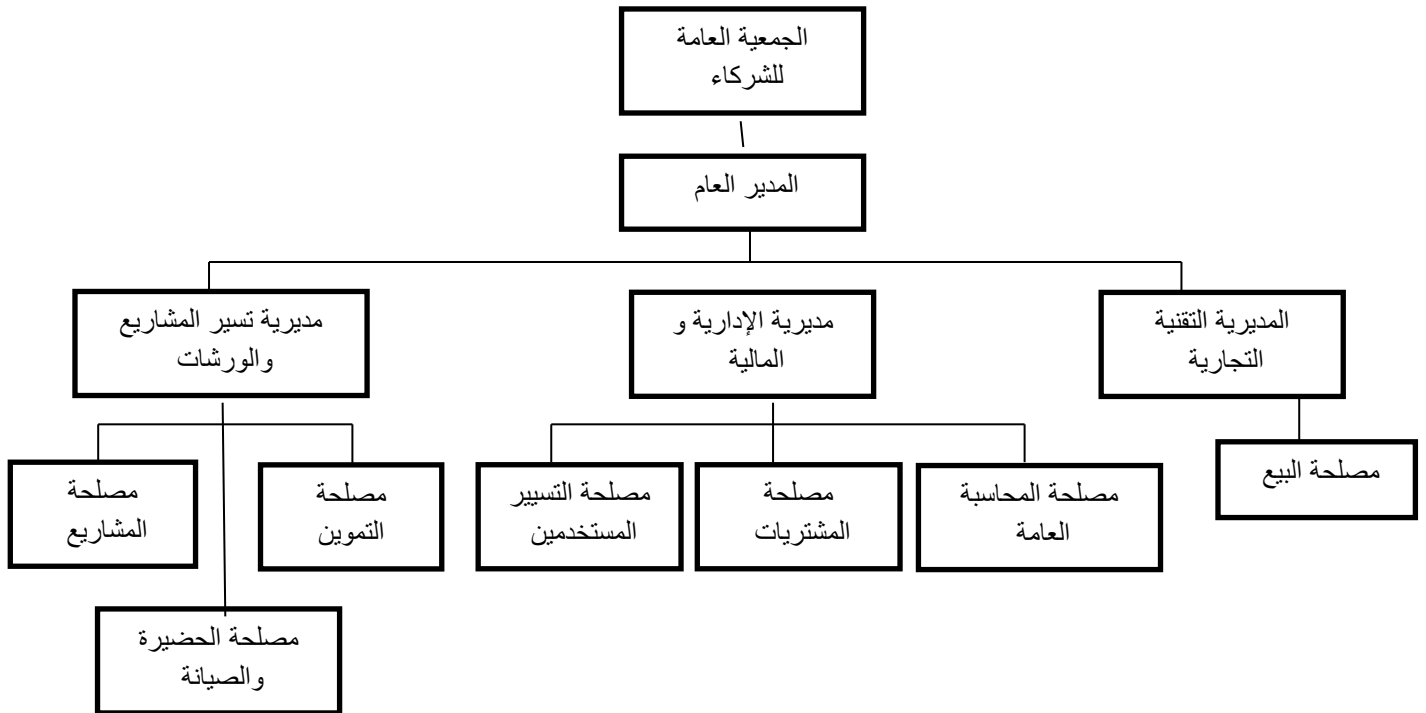 الجمعية العامة
للشركاء
المدير العام
المديرية التقنية
التجارية
مديرية الإدارية و
المالية
مديرية تسير المشاريع
والورشات
مصلحة البيع
مصلحة المحاسبة
العامة
مصلحة
المشتريات
مصلحة التسيير
المستخدمين
مصلحة
التموين
مصلحة
المشاريع
مصلحة الحضيرة
والصيانة